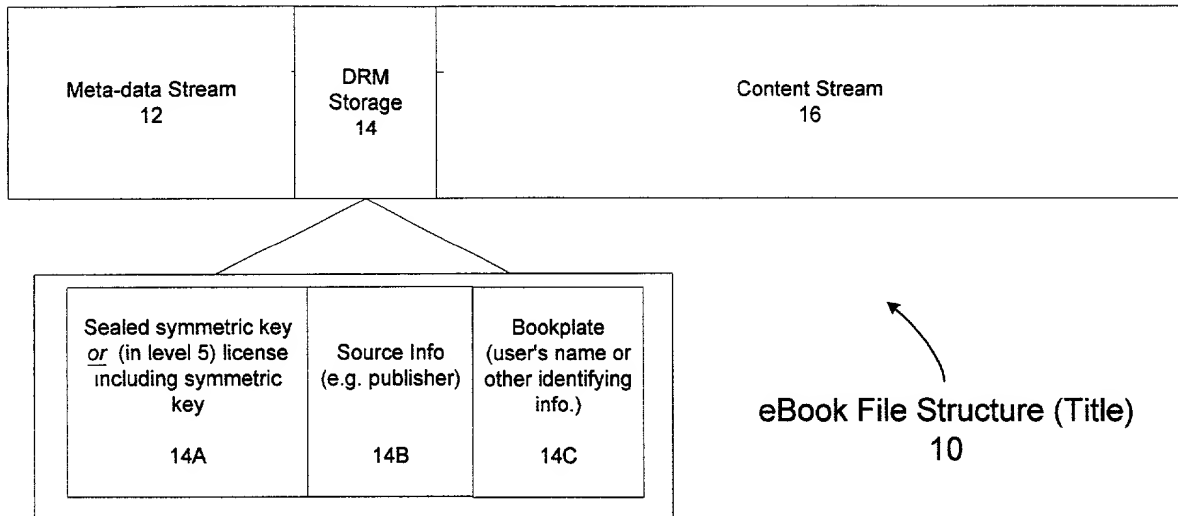 Meta-data Stream
12
DRM
Storage
14
Content Stream
16
Sealed symmetric key
or (in level 5) license
including symmetric
key
14A
Source Info
(e.g. publisher)
14B
Bookplate
(user's name or
other identifying
info.)
14C
eBook File Structure (Title)
10